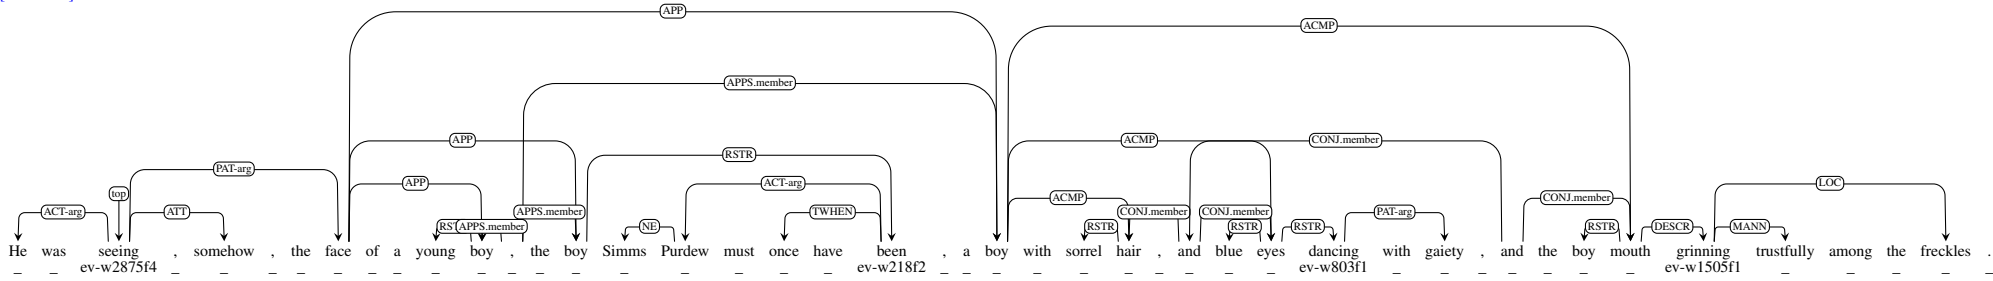 APP
ACMP
APPS.member
APP ACMP CONJ.member
RSTR
PAT-arg
APP ACT-arg LOC
top
ACMP CONJ.member
ACT-arg ATT APPS.member TWHEN CONJ.member CONJ.member
APPS.member NE RSTR RSTR RSTR PAT-arg RSTR DESCR MANN
He was seeing , somehow , the face of a young boy , the boy Simms Purdew must once have been , a boy with sorrel hair , and blue eyes dancing with gaiety , and the boy mouth grinning trustfully among the freckles .
_ _ ev-w2875f4 _ _ _ _ _ _ _ _ _ _ _ _ _ _ _ _ _ ev-w218f2 _ _ _ _ _ _ _ _ _ _ ev-w803f1 _ _ _ _ _ _ _ ev-w1505f1 _ _ _ _ _